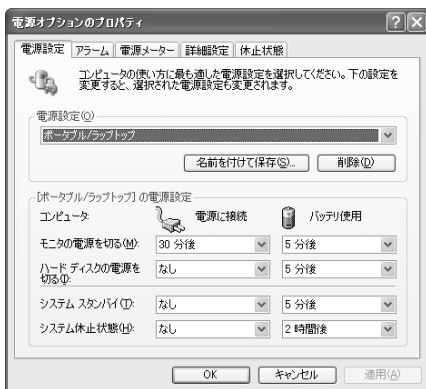 電源オプションのプロパティ
電源設定 アラーム 電源メーター 詳細設定 休止状態
コンピュータの使い方に最も適した電源設定を選択してください。下の設定を
変更すると、選択された電源設定も変更されます。
電源設定(O)
ポータブル/ラップトップ
名前を付けて保存(S)... 削除(D)
[ポータブル/ラップトップ] の電源設定
コンピュータ: 電源に接続 バッテリ使用
モニタの電源を切る(M): 30 分後 5 分後
ハード ディスクの電源を なし 5 分後
切る(I):
システム スタンバイ(T): なし 5 分後
システム休止状態(H): なし 2 時間後
OK キャンセル 適用(A)